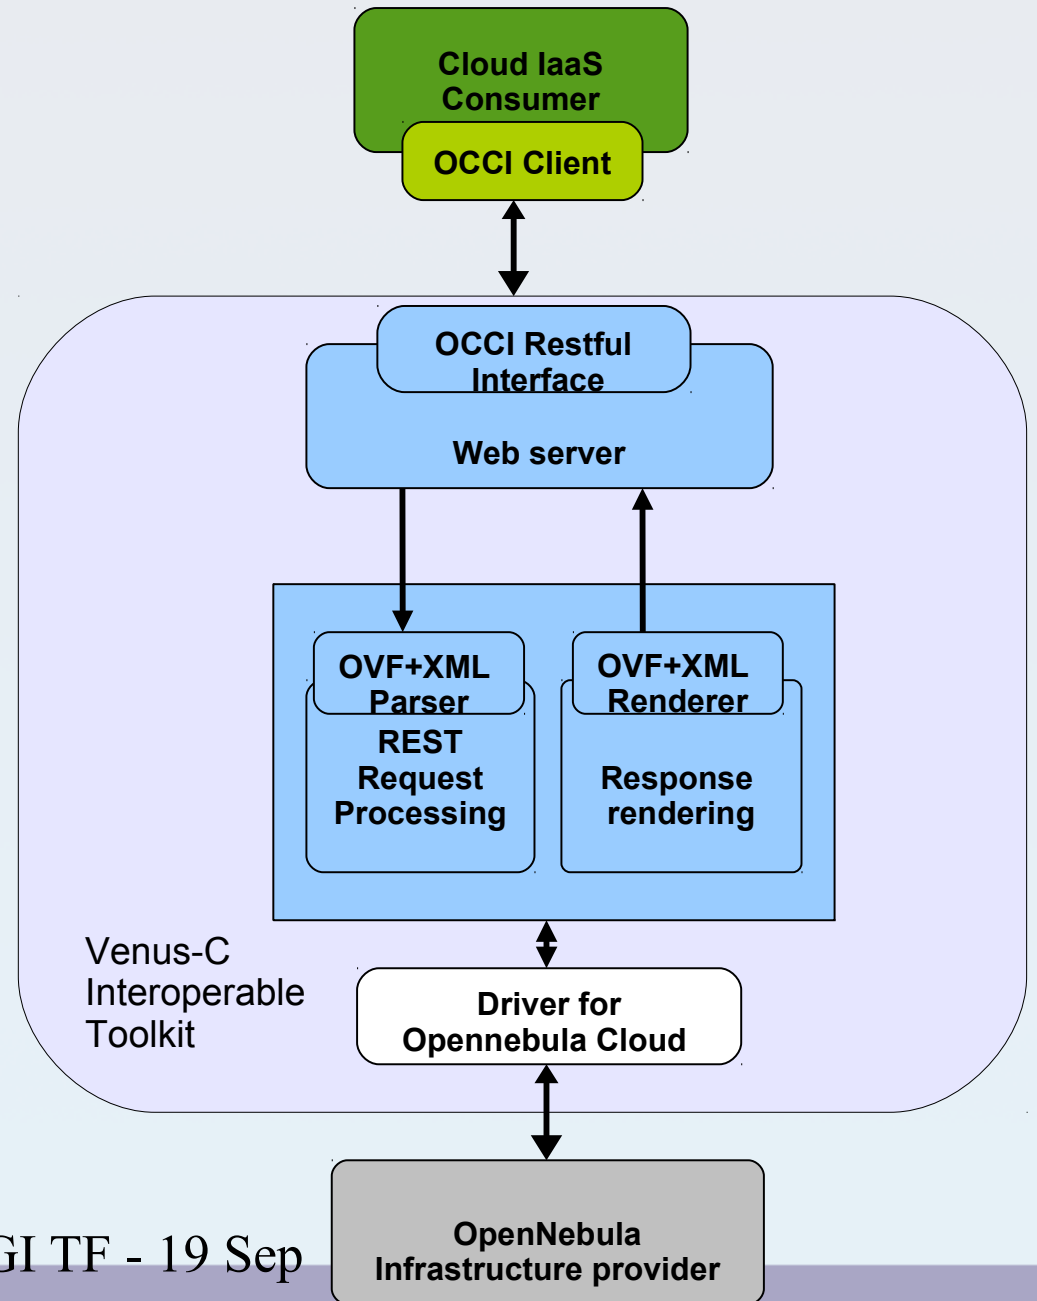 Cloud IaaS
Consumer
OCCI Client
OCCI Restful
Interface
Web server
OVF+XML
Parser
REST
Request
Processing
OVF+XML
Renderer
Response
rendering
Venus-C
Interoperable
Toolkit
Driver for
Opennebula Cloud
OpenNebula
Infrastructure provider
GI TF - 19 Sep